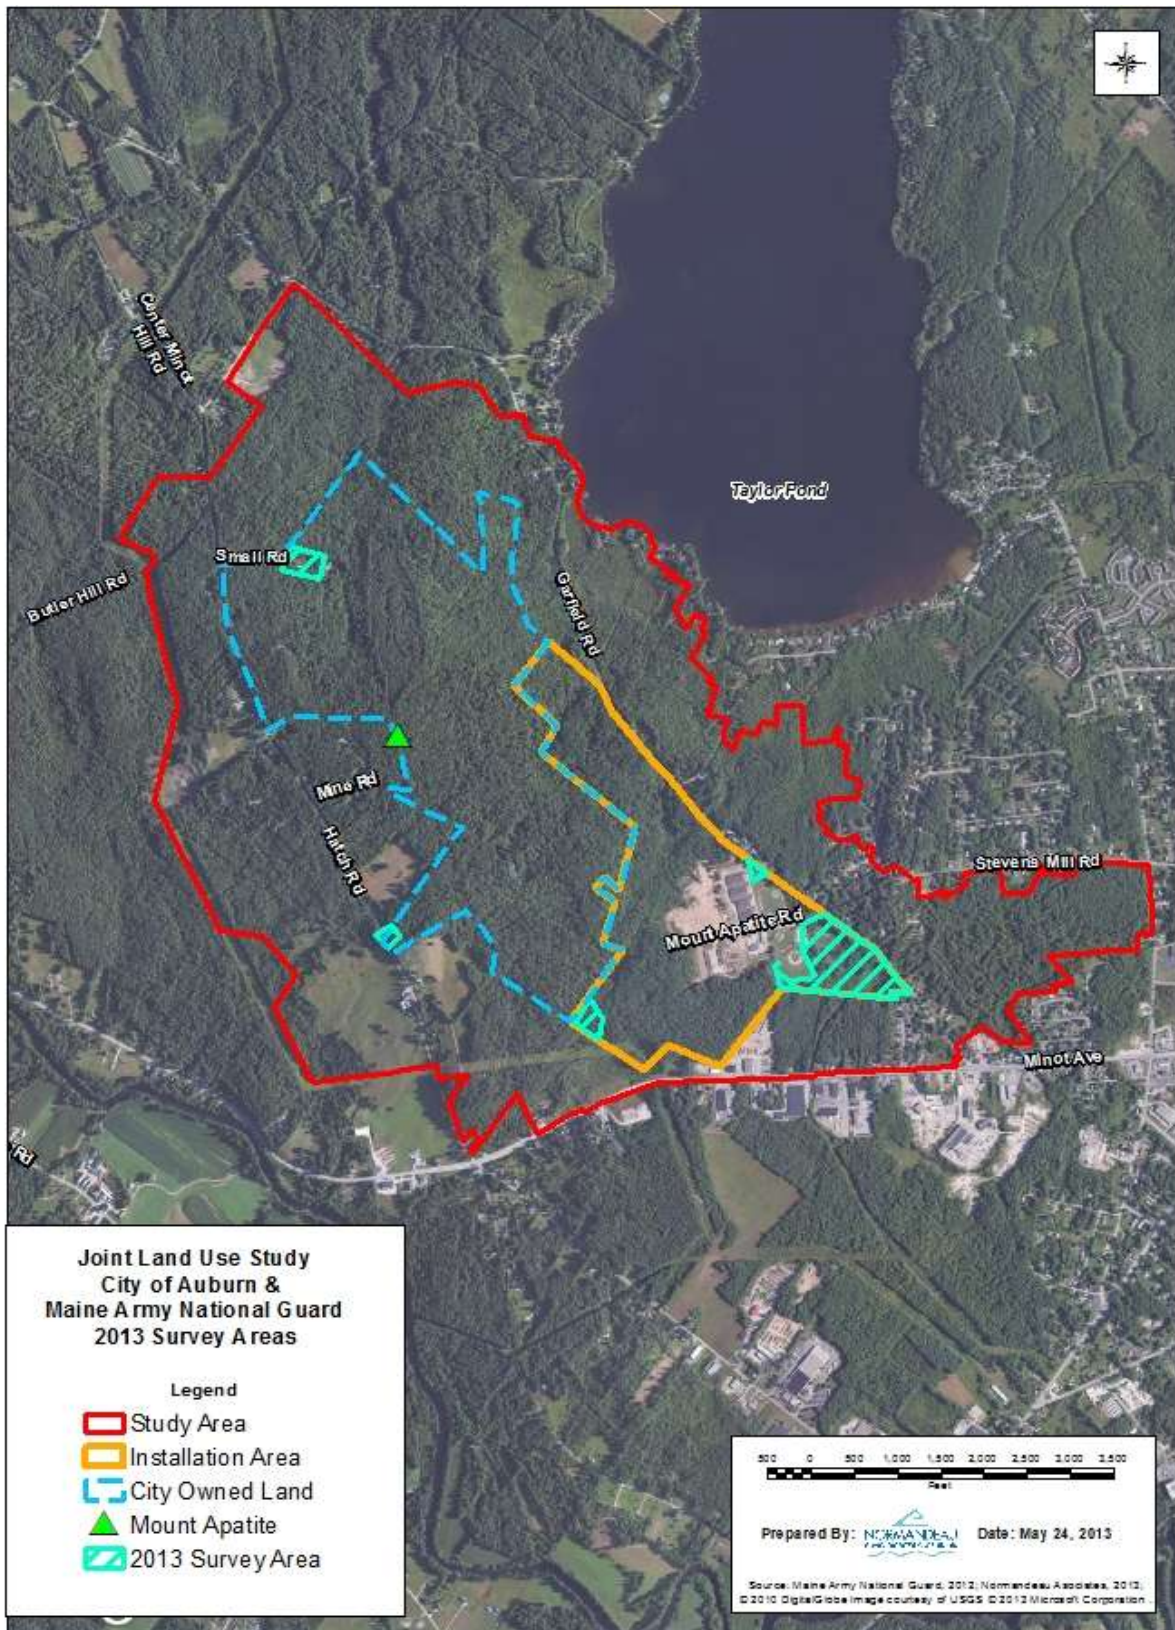 Center Minot
Hill Rd
Taylor Pond
Small Rd
Butler Hill Rd
Garfield Rd
Mine Rd
Hatch Rd
Stevens Mill Rd
Mount Apatite Rd
Minot Ave
Rd
Joint Land Use Study
City of Auburn &
Maine Army National Guard
2013 Survey Areas
Legend
Study Area
Installation Area
City Owned Land
Mount Apatite
2013 Survey Area
500 0 500 1,000 1,500 2,000 2,500 3,000 3,500
Feet
Prepared By: NORMANDEAU Date: May 24, 2013
Source: Maine Army National Guard, 2012; Normandeau Associates, 2013;
© 2010 DigitalGlobe Image courtesy of USGS © 2013 Microsoft Corporation